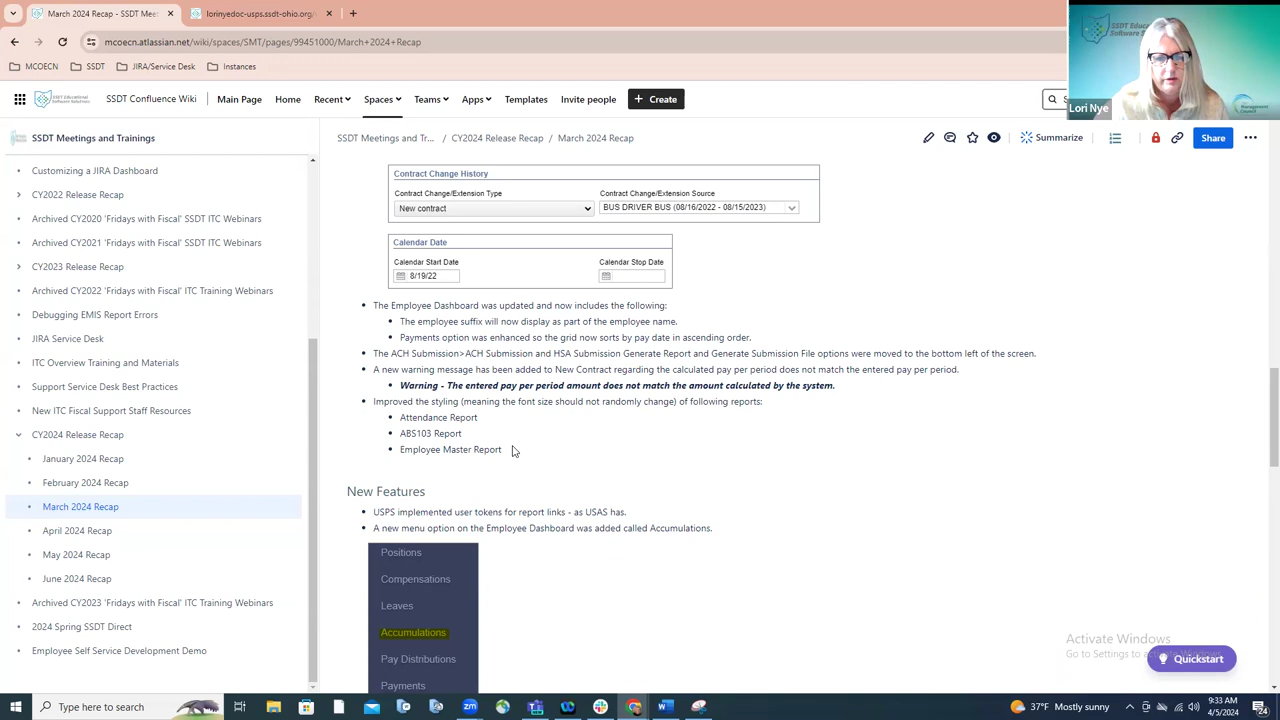 SSDT Confluence Wiki
Main Page
Home
Recent
Spaces
Teams
Apps
Templates
Invite people
Create
mcoecn.atlassian.net/wiki/spaces/SMT/pages/99451000/March+2024+Recap
MCOECN
SSDT
JIRA/Service Desk
Instances
lorinyedoc-usps.ssdt-ohio.org/
SSDT Meetings and Trainings
Customizing a JIRA Dashboard
CY2022 Release Recap
Archived CY2020 'Fridays with Fiscal' SSDT ITC Webinars
Archived CY2021 'Fridays with Fiscal' SSDT ITC Webinars
CY2023 Release Recap
Archived CY2022 'Fridays with Fiscal' ITC Training Webinars
Debugging EMIS Report Errors
JIRA Service Desk
ITC Overview Training and Materials
Support Service Desk Best Practices
New ITC Fiscal Support Staff Resources
CY2024 Release Recap
January 2024 Recap
February 2024 Recap
March 2024 Recap
April 2024 Recap
May 2024 Recap
June 2024 Recap
Archived CY2023 'Fridays with Fiscal' ITC Training Webinars
2024 Spring SSDT Direct
Employee Self Service Development Demo
SSDT Meetings and Tr... / CY2024 Release Recap / March 2024 Recap
Summarize
Share
Contract Change History
Contract Change/Extension Type
Contract Change/Extension Source
New contract
BUS DRIVER BUS (08/16/2022 - 08/15/2023)
Calendar Date
Calendar Start Date
Calendar Stop Date
8/19/22
The Employee Dashboard was updated and now includes the following:
The employee suffix will now display as part of the employee name.
Payments option was enhanced so the grid now sorts by pay date in ascending order.
The ACH Submission>ACH Submission and HSA Submission Generate Report and Generate Submission File options were moved to the bottom left of the screen.
A new warning message has been added to New Contract regarding the calculated pay per period does not match the entered pay per period.
Warning - The entered pay per period amount does not match the amount calculated by the system.
Improved the styling (meaning the font size should not randomly change) of following reports:
Attendance Report
ABS103 Report
Employee Master Report
New Features
USPS implemented user tokens for report links - as USAS has.
A new menu option on the Employee Dashboard was added called Accumulations.
Positions
Compensations
Leaves
Accumulations
Pay Distributions
Payments
Lori Nye
Activate Windows
Quickstart
Type here to search
37°F Mostly cloudy
9:33 AM
4/5/2024
24